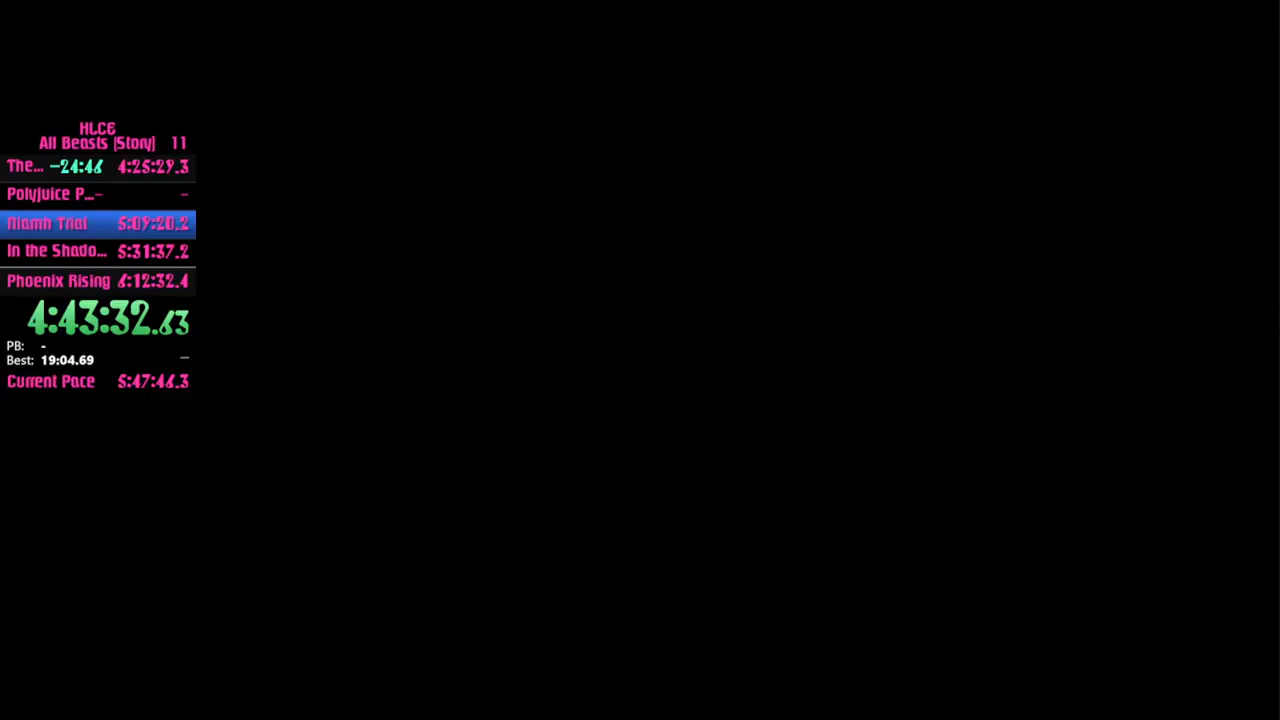 HLCE
All Beasts (Story) 11
The... -24:46 4:25:29.3
Polyjuice P...- -
Niamh Trial 5:09:20.2
In the Shado... 5:31:37.2
Phoenix Rising 6:12:32.4
4:43:32.63
PB: -
Best: 19:04.69 -
Current Pace 5:47:46.3